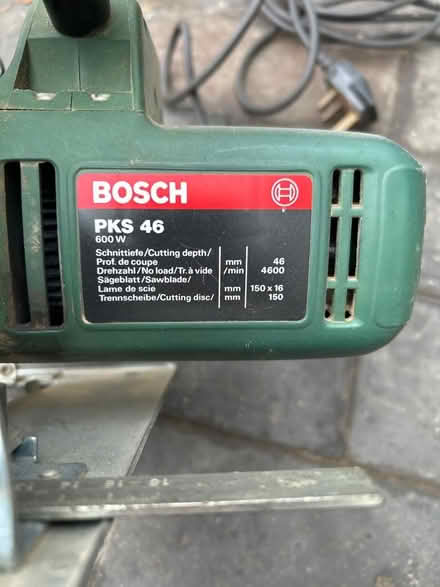 BOSCH
PKS 46
600 W
Schnittiefe/Cutting depth/
Prof. de coupe mm 46
Drehzahl/No load/Tr.à vide /min 4600
Sägeblatt/Sawblade/
Lame de scie mm 150 x 16
Trennscheibe/Cutting disc/ mm 150